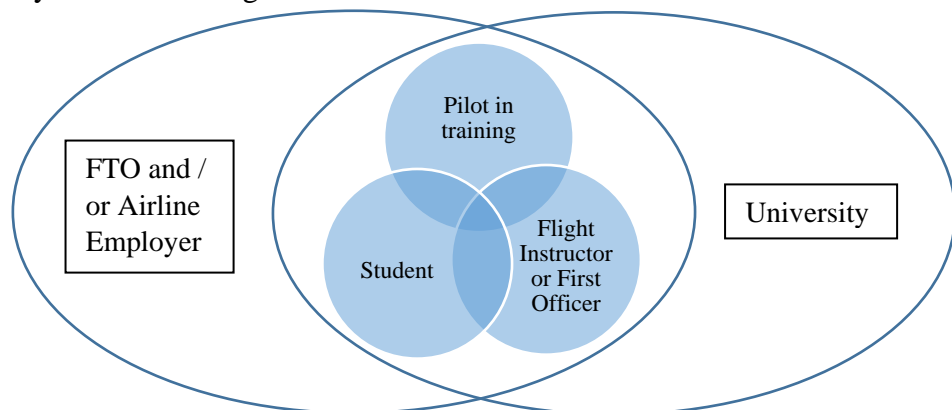 Pilot in
training
FTO and /
or Airline
Employer
University
Flight
Instructor
or First
Officer
Student